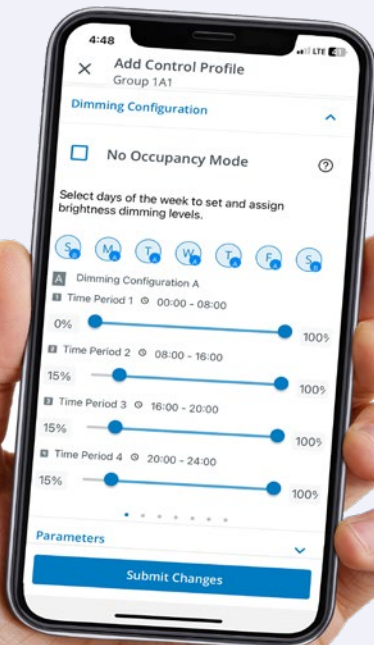 4:48
LTE 41
Add Control Profile
Group 1A1
Dimming Configuration
No Occupancy Mode
Select days of the week to set and assign
brightness dimming levels.
S M T W T F S
B A A A A A B
A Dimming Configuration A
1 Time Period 1 00:00 - 08:00
0% 100%
2 Time Period 2 08:00 - 16:00
15% 100%
3 Time Period 3 16:00 - 20:00
15% 100%
4 Time Period 4 20:00 - 24:00
15% 100%
Parameters
Submit Changes